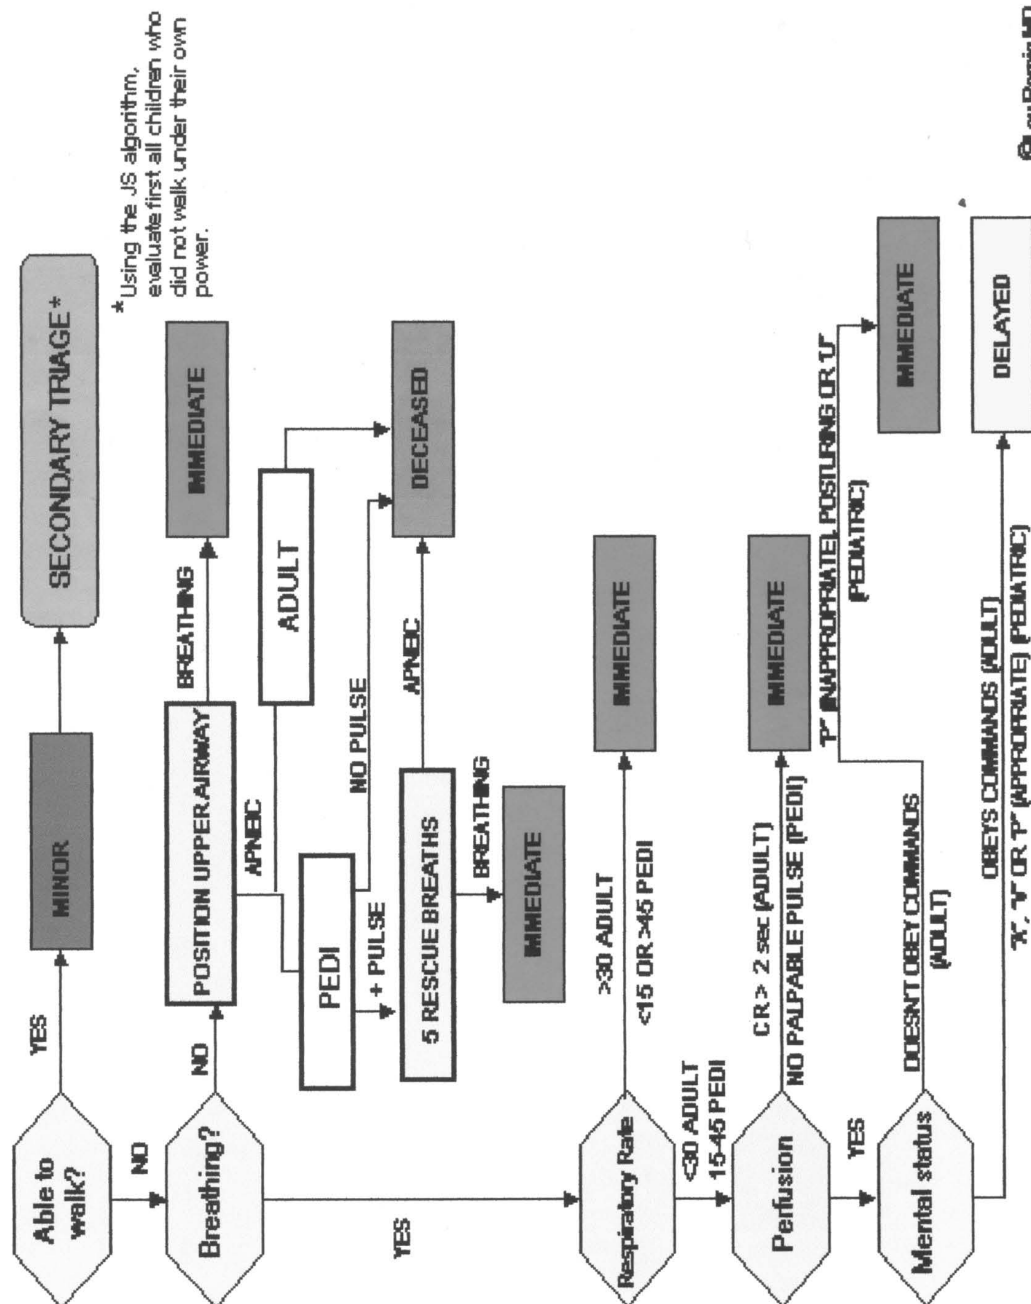 Able to
walk?
YES
MINOR
SECONDARY TRIAGE*
*Using the JS algorithm,
evaluate first all children who
did not walk under their own
power.
NO
Breathing?
NO
POSITION UPPER AIRWAY
BREATHING
IMMEDIATE
APNEIC
ADULT
PEDI
NO PULSE
DECEASED
+ PULSE
5 RESCUE BREATHS
APNEIC
BREATHING
IMMEDIATE
YES
Respiratory Rate
>30 ADULT
<15 OR >45 PEDI
IMMEDIATE
<30 ADULT
15-45 PEDI
Perfusion
CR > 2 sec (ADULT)
NO PALPABLE PULSE (PEDI)
IMMEDIATE
YES
Mental status
DOESN'T OBEY COMMANDS
(ADULT)
"P" (INAPPROPRIATE), POSTURING OR "U"
(PEDIATRIC)
IMMEDIATE
OBEYS COMMANDS (ADULT)
"A", "V" OR "P" (APPROPRIATE) (PEDIATRIC)
DELAYED